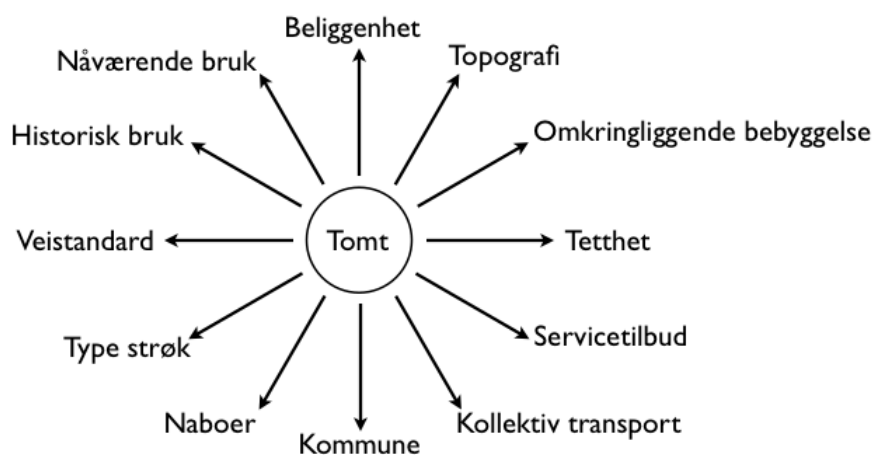 Beliggenhet
Nåværende bruk
Topografi
Historisk bruk
Omkringliggende bebyggelse
Veistandard
Tomt
Tetthet
Type strøk
Servicetilbud
Naboer
Kommune
Kollektiv transport